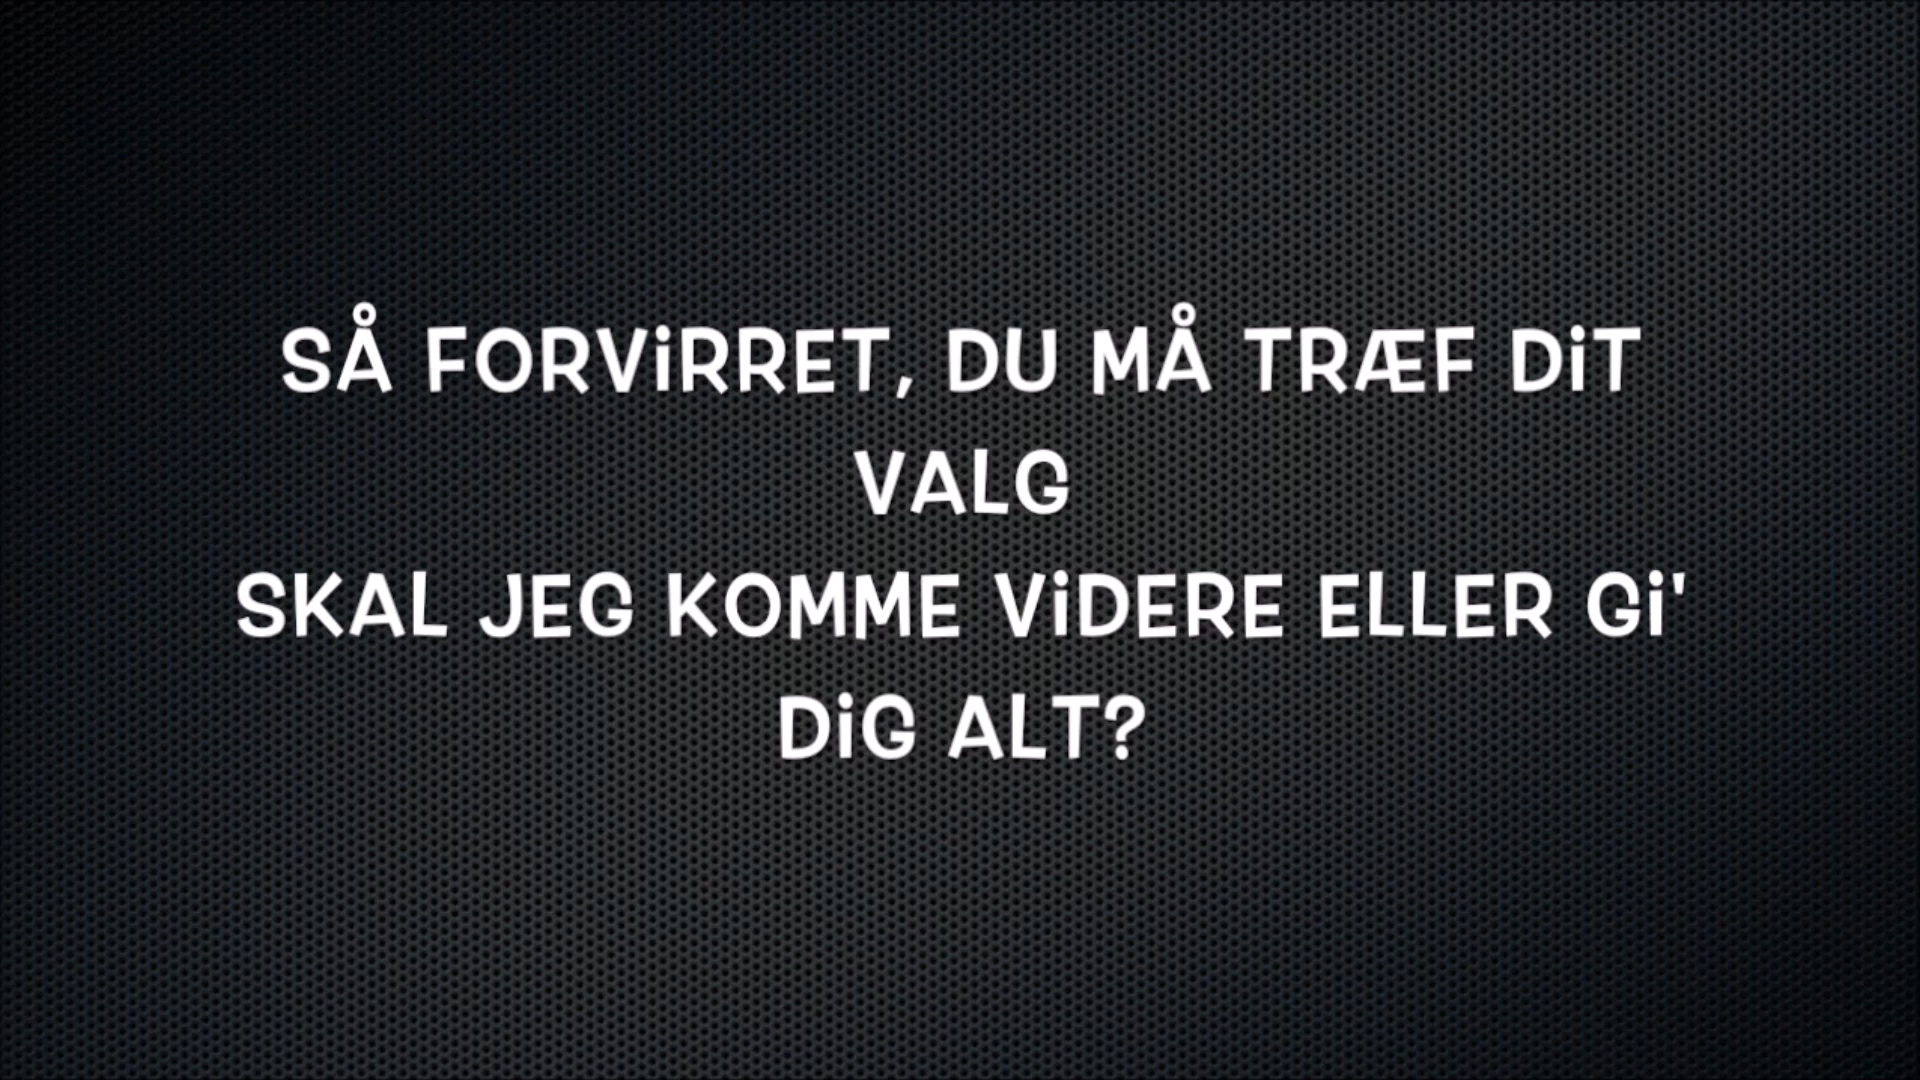 SÅ FORViRRET, DU MÅ TRÆF DiT
VALG
SKAL JEG KOMME ViDERE ELLER Gi'
DiG ALT?